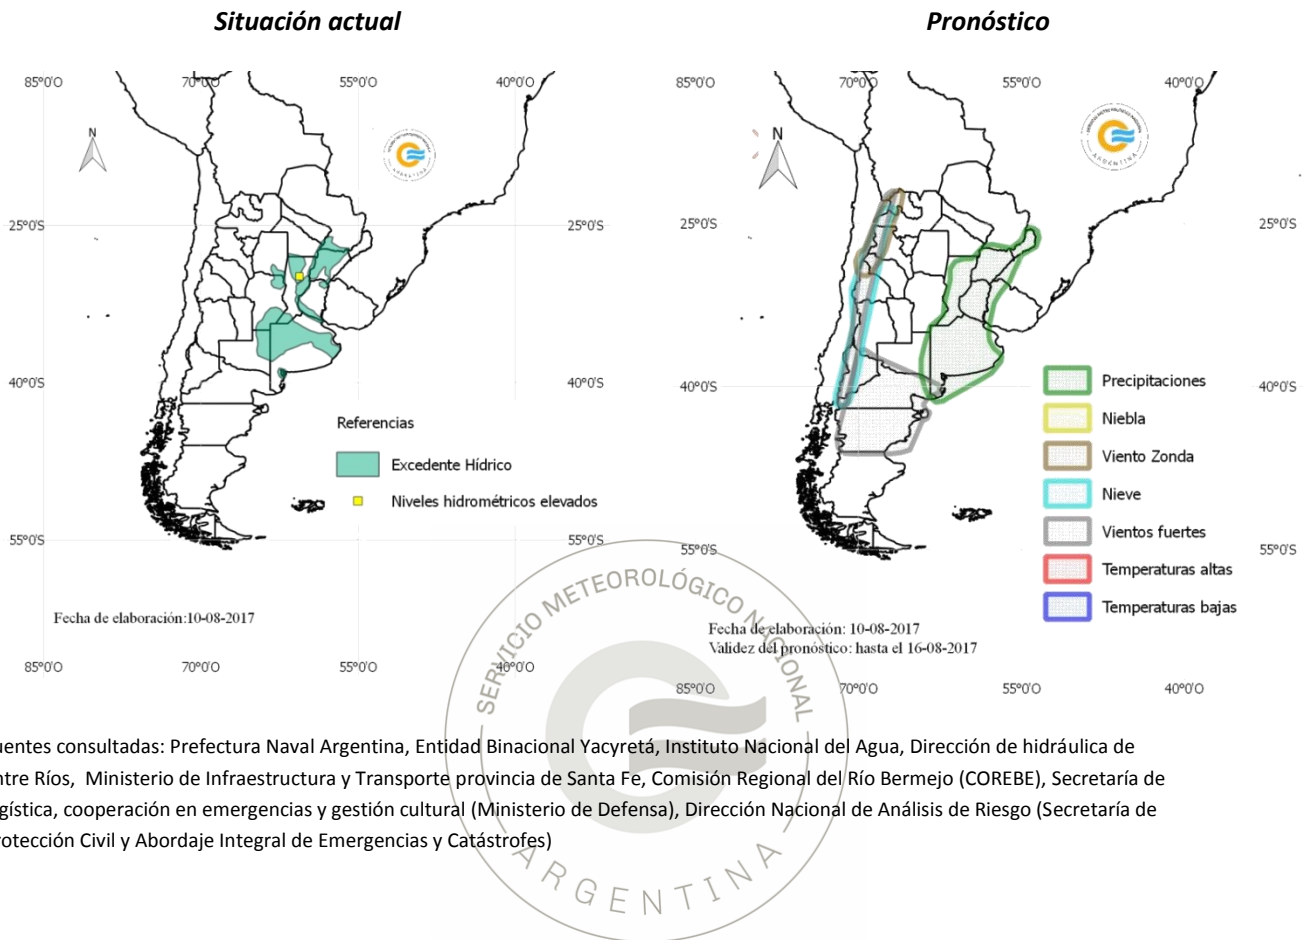 Situación actual
Pronóstico
85°0'O 70°0'O 55°0'O 40°0'O
N
25°0'S 25°0'S
40°0'S 40°0'S
Referencias
Excedente Hídrico
Niveles hidrométricos elevados
55°0'S 55°0'S
Fecha de elaboración:10-08-2017
85°0'O 70°0'O 55°0'O 40°0'O
85°0'O 70°0'O 55°0'O 40°0'O
SERVICIO METEOROLÓGICO NACIONAL
ARGENTINA
N
25°0'S 25°0'S
40°0'S 40°0'S
Precipitaciones
Niebla
Viento Zonda
Nieve
Vientos fuertes
Temperaturas altas
Temperaturas bajas
55°0'S 55°0'S
Fecha de elaboración: 10-08-2017
Validez del pronóstico: hasta el 16-08-2017
85°0'O 70°0'O 55°0'O 40°0'O
SERVICIO METEOROLÓGICO NACIONAL
ARGENTINA
uentes consultadas: Prefectura Naval Argentina, Entidad Binacional Yacyretá, Instituto Nacional del Agua, Dirección de hidráulica de
ntre Ríos, Ministerio de Infraestructura y Transporte provincia de Santa Fe, Comisión Regional del Río Bermejo (COREBE), Secretaría de
gística, cooperación en emergencias y gestión cultural (Ministerio de Defensa), Dirección Nacional de Análisis de Riesgo (Secretaría de
rotección Civil y Abordaje Integral de Emergencias y Catástrofes)